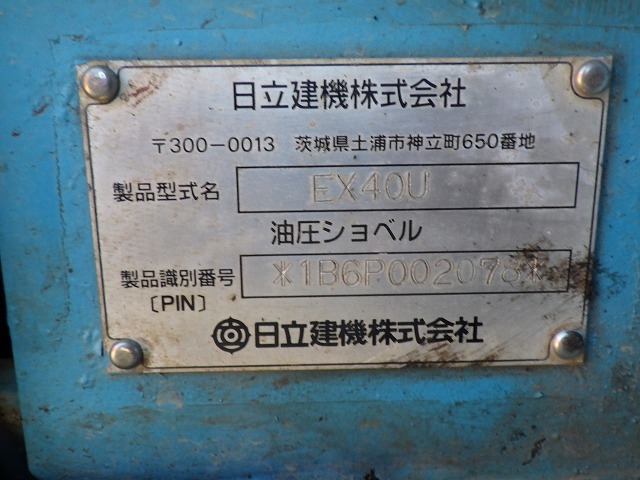 日立建機株式会社
〒300-0013 茨城県土浦市神立町650番地
製品型式名 EX40U
油圧ショベル
製品識別番号 *1B6P002078*
〔PIN〕
日立建機株式会社